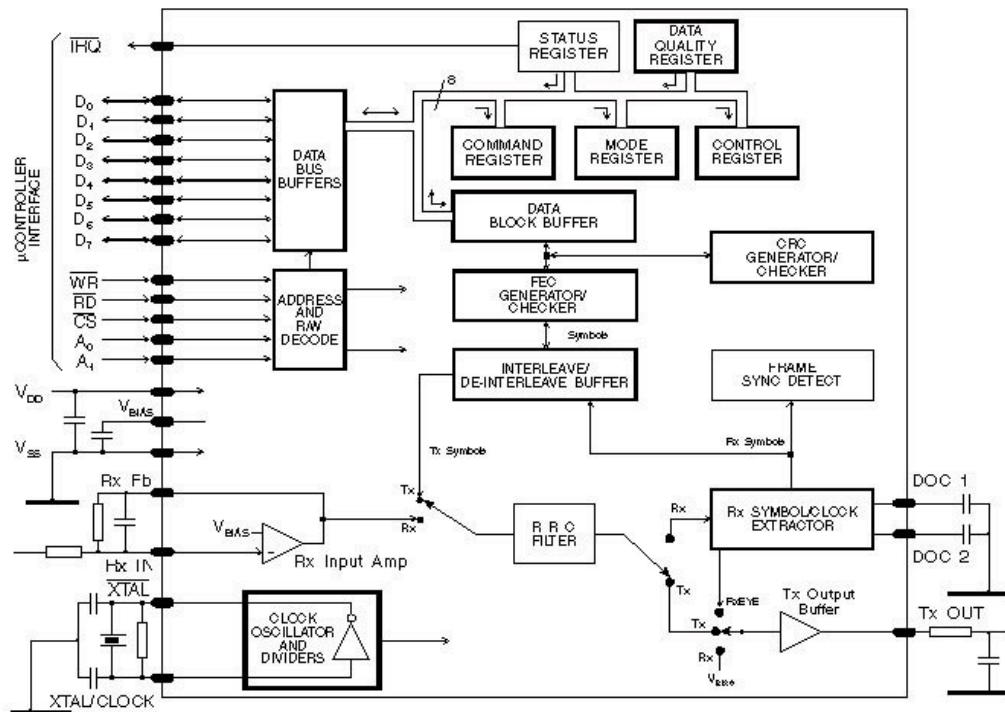 IRQ
STATUS
REGISTER
DATA
QUALITY
REGISTER
8
D0
D1
D2
D3
D4
D5
D6
D7
µCONTROLLER
INTERFACE
DATA
BUS
BUFFERS
COMMAND
REGISTER
MODE
REGISTER
CONTROL
REGISTER
DATA
BLOCK BUFFER
CRC
GENERATOR/
CHECKER
WR
RD
CS
A0
A1
ADDRESS
AND
R/W
DECODE
FEC
GENERATOR/
CHECKER
Symbols
INTERLEAVE/
DE-INTERLEAVE BUFFER
FRAME
SYNC DETECT
VDD
VBIAS
VSS
Tx Symbols
Rx Symbols
Rx Fb
Tx
Rx
VBIAS
-
Rx Input Amp
Rx IN
R R C
FILTER
Rx
Tx
Rx SYMBOL/CLOCK
EXTRACTOR
DOC 1
DOC 2
XTAL
CLOCK
OSCILLATOR
AND
DIVIDERS
XTAL/CLOCK
RxEYE
Tx
Rx
VBIAS
Tx Output
Buffer
Tx OUT